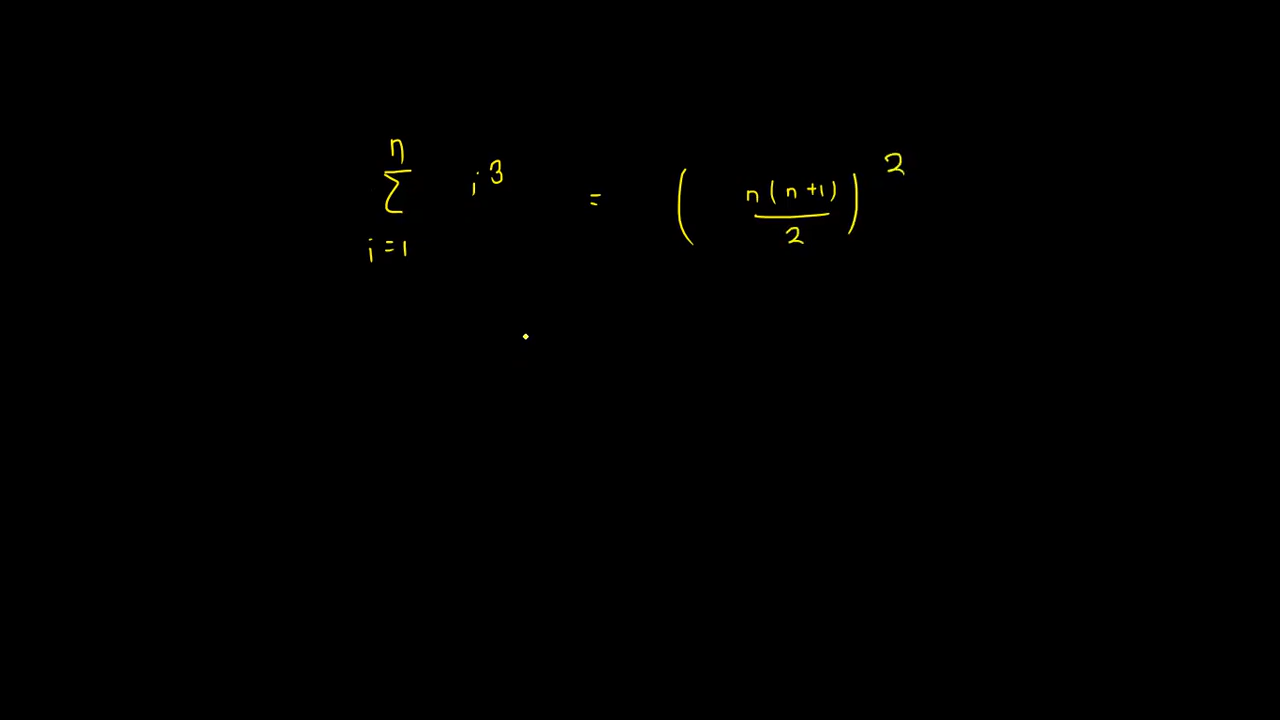 n ∑ i=1 i³ = ( n(n+1) / 2 )²